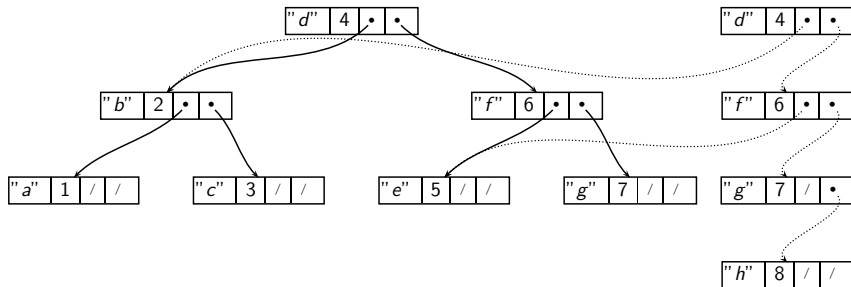 "d" 4 • • "d" 4 • •
"b" 2 • • "f" 6 • • "f" 6 • •
"a" 1 / / "c" 3 / / "e" 5 / / "g" 7 / / "g" 7 / •
"h" 8 / /